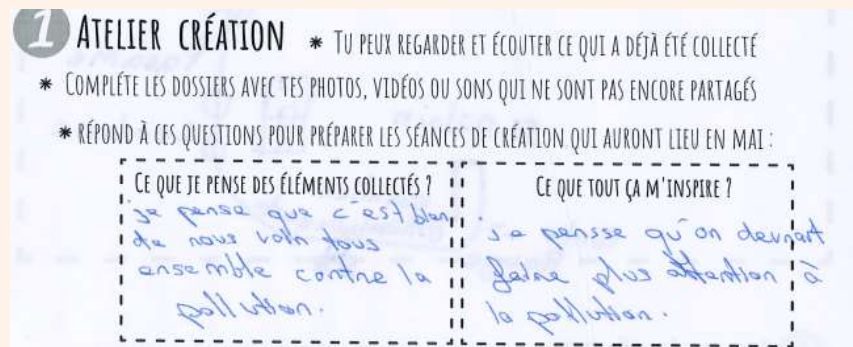 1 ATELIER CRÉATION * TU PEUX REGARDER ET ÉCOUTER CE QUI A DÉJÀ ÉTÉ COLLECTÉ
* COMPLÉTE LES DOSSIERS AVEC TES PHOTOS, VIDÉOS OU SONS QUI NE SONT PAS ENCORE PARTAGÉS
* RÉPOND À CES QUESTIONS POUR PRÉPARER LES SÉANCES DE CRÉATION QUI AURONT LIEU EN MAI :
CE QUE JE PENSE DES ÉLÉMENTS COLLECTÉS ?
je pense que c'est bien
de nous voir tous
ensemble contre la
pollution.
CE QUE TOUT ÇA M'INSPIRE ?
je pensse qu'on devrait
faire plus attention à
la pollution.